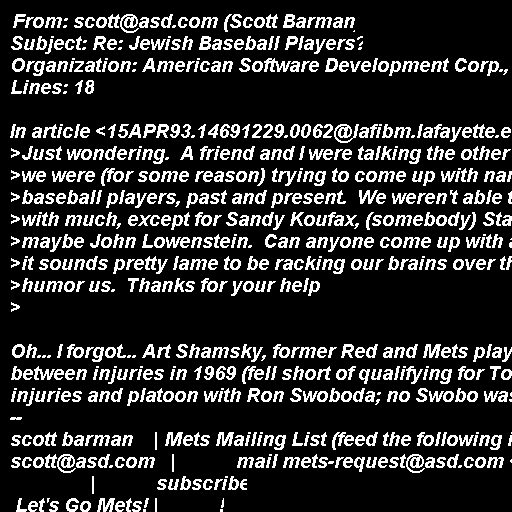 From: scott@asd.com (Scott Barman)
Subject: Re: Jewish Baseball Players?
Organization: American Software Development Corp.,
Lines: 18
In article <15APR93.14691229.0062@lafibm.lafayette.e
>Just wondering.  A friend and I were talking the other
>we were (for some reason) trying to come up with
>baseball players, past and present.  We weren't able
>with much, except for Sandy Koufax, (somebody)
>maybe John Lowenstein.  Can anyone come up with
>it sounds pretty lame to be racking our brains over
>humor us.  Thanks for your help
>
Oh... I forgot... Art Shamsky, former Red and Mets
between injuries in 1969 (fell short of qualifying for
injuries and platoon with Ron Swoboda; no Swobo
--
scott barman    | Mets Mailing List (feed the following
scott@asd.com   |           mail mets-request@asd.com <
|           subscribe
Let's Go Mets! |